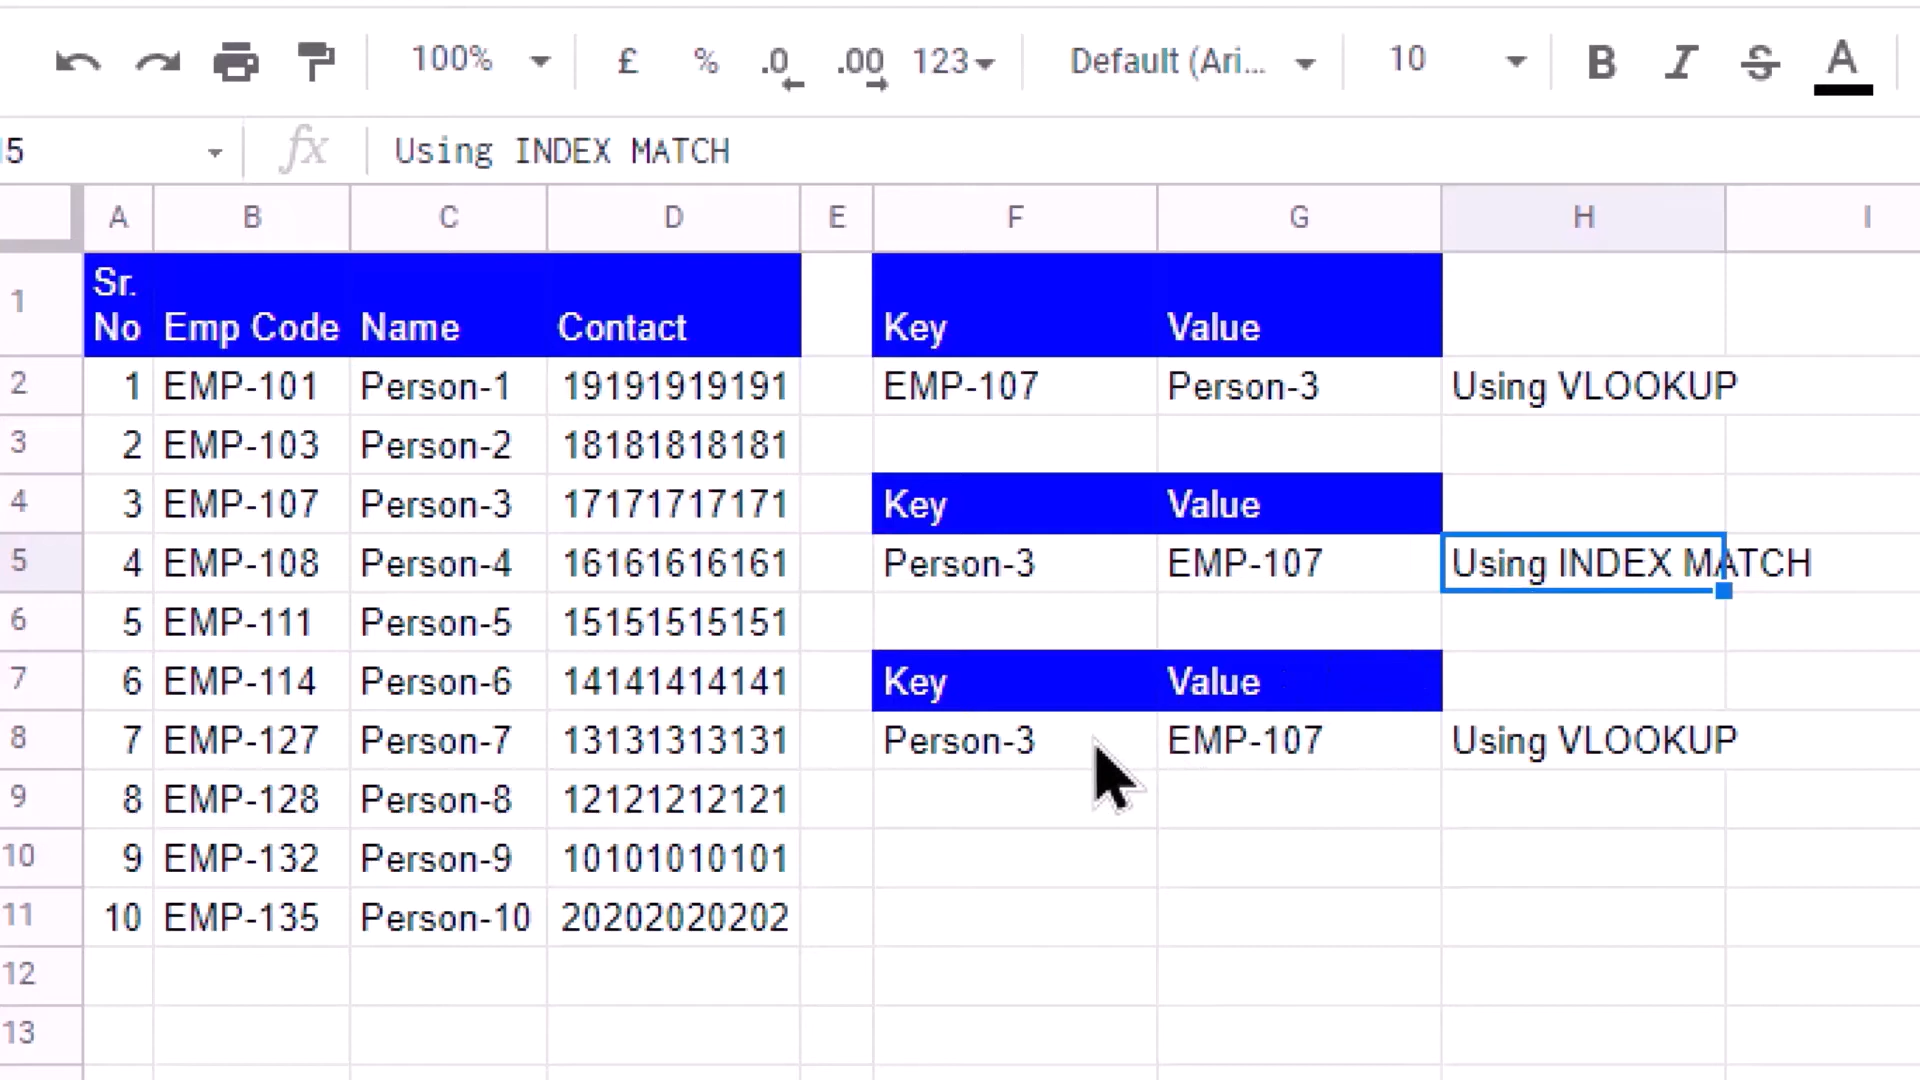 100% £ % .0 .00 123 Default (Ari... 10 B I S A
5 fx Using INDEX MATCH
A B C D E F G H I
1 Sr. No Emp Code Name Contact Key Value
2 1 EMP-101 Person-1 19191919191 EMP-107 Person-3 Using VLOOKUP
3 2 EMP-103 Person-2 18181818181
4 3 EMP-107 Person-3 17171717171 Key Value
5 4 EMP-108 Person-4 16161616161 Person-3 EMP-107 Using INDEX MATCH
6 5 EMP-111 Person-5 15151515151
7 6 EMP-114 Person-6 14141414141 Key Value
8 7 EMP-127 Person-7 13131313131 Person-3 EMP-107 Using VLOOKUP
9 8 EMP-128 Person-8 12121212121
10 9 EMP-132 Person-9 10101010101
11 10 EMP-135 Person-10 20202020202
12
13